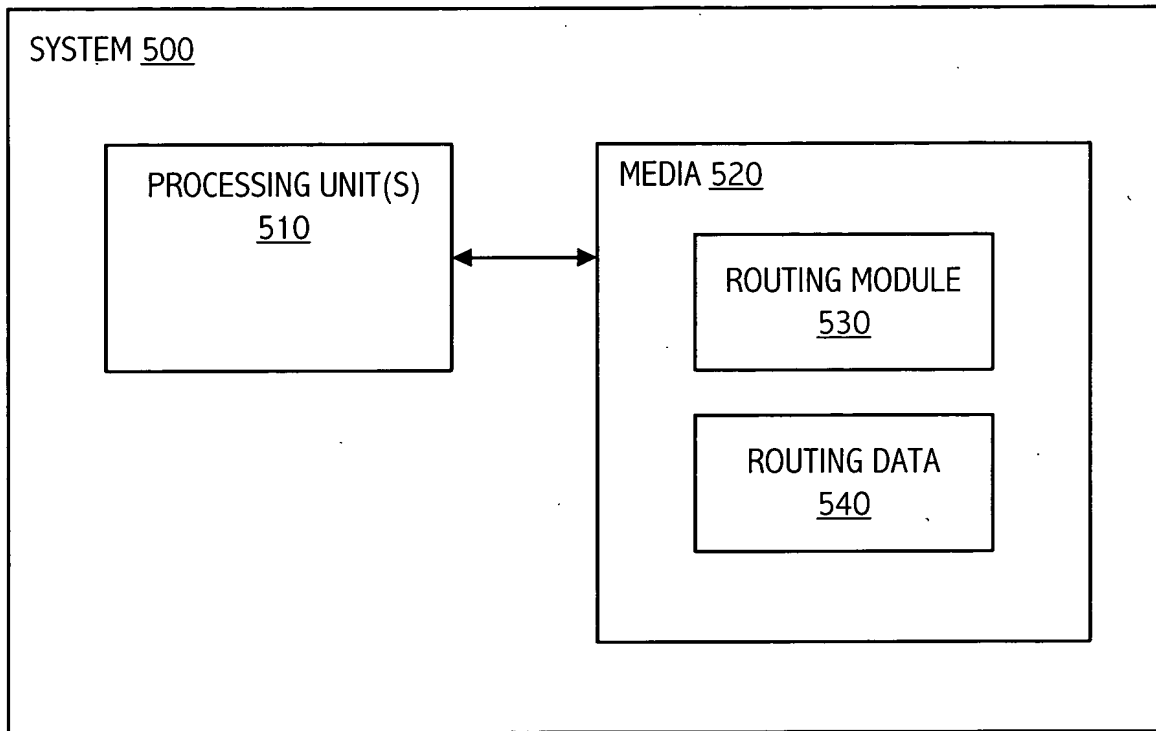 SYSTEM 500
PROCESSING UNIT(S)
510
MEDIA 520
ROUTING MODULE
530
ROUTING DATA
540